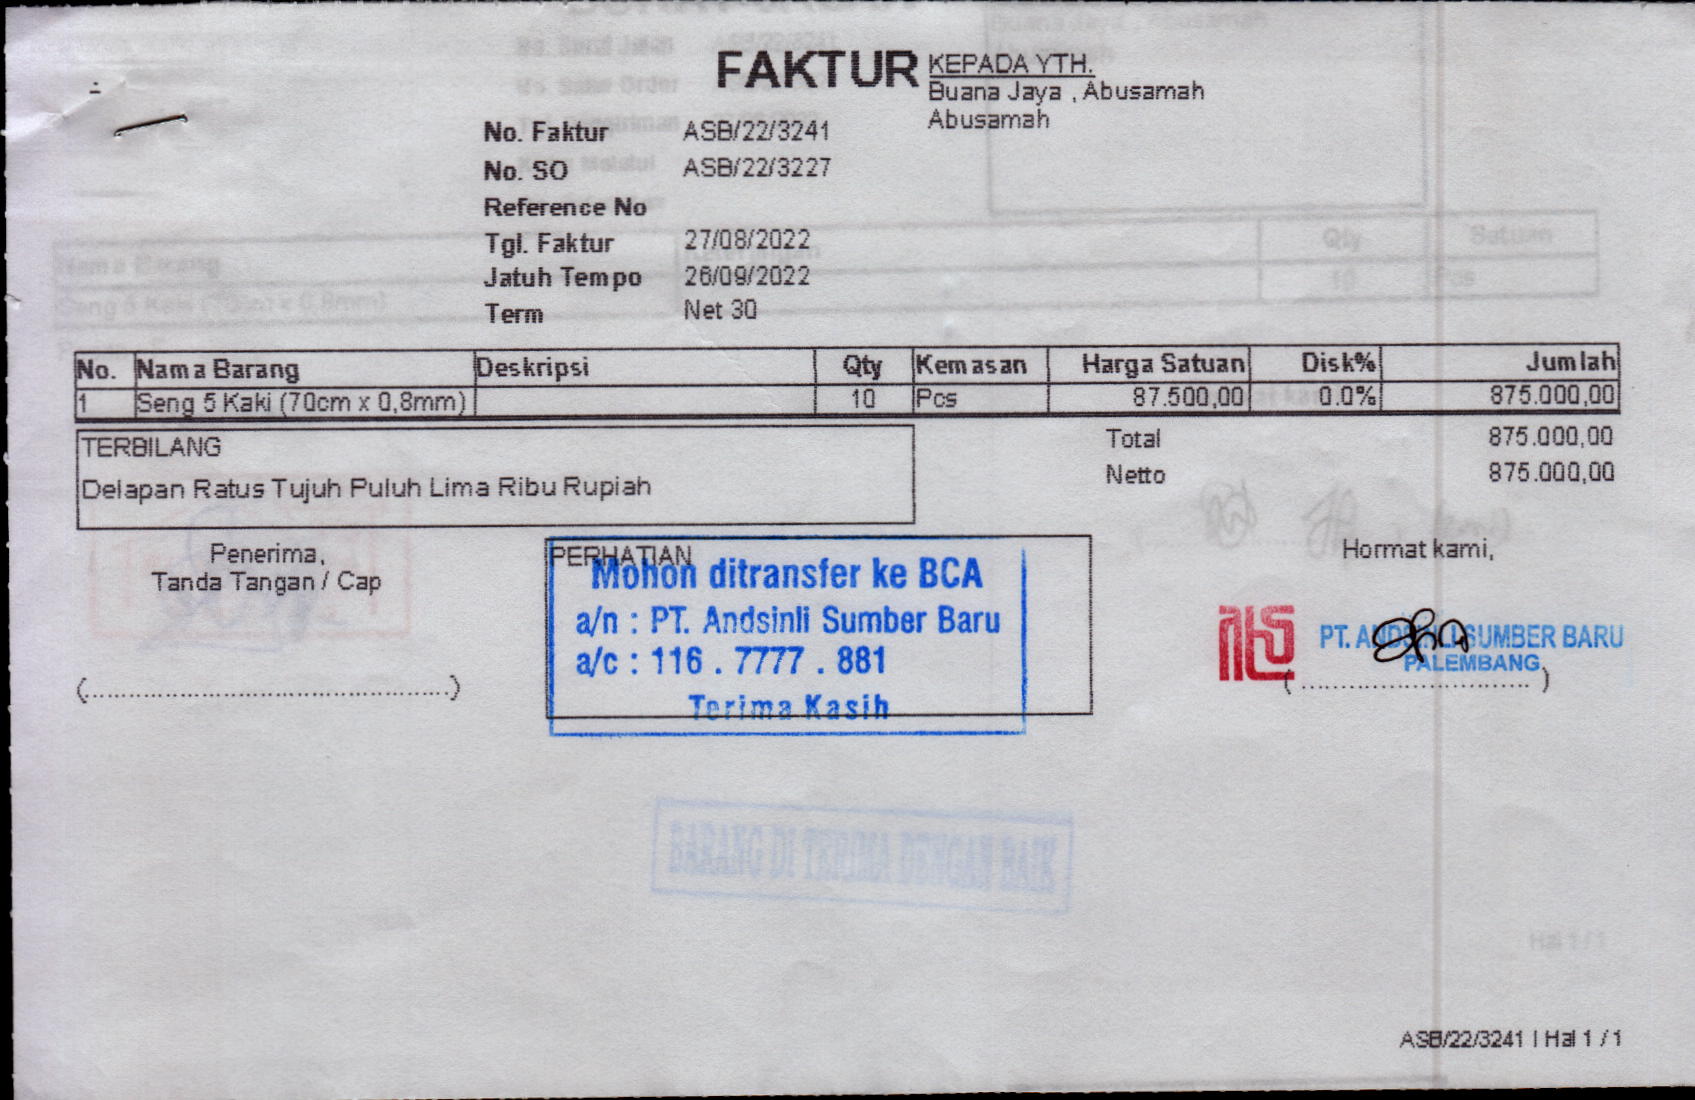 FAKTUR
KEPADA YTH.
Buana Jaya , Abusamah
Abusamah
No. Faktur ASB/22/3241
No. SO ASB/22/3227
Reference No
Tgl. Faktur 27/08/2022
Jatuh Tempo 26/09/2022
Term Net 30
No. Nama Barang Deskripsi Qty Kemasan Harga Satuan Disk% Jumlah
1 Seng 5 Kaki (70cm x 0,8mm) 10 Pcs 87.500,00 0.0% 875.000,00
TERBILANG
Delapan Ratus Tujuh Puluh Lima Ribu Rupiah
Total 875.000,00
Netto 875.000,00
Penerima,
Tanda Tangan / Cap
(................................................)
PERHATIAN
Mohon ditransfer ke BCA
a/n : PT. Andsinli Sumber Baru
a/c : 116 . 7777 . 881
Terima Kasih
Hormat kami,
PT. ANDSINLI SUMBER BARU
PALEMBANG
(..............................)
BARANG DI TERIMA DENGAN BAIK
Hal 1 / 1
ASB/22/3241 | Hal 1 / 1